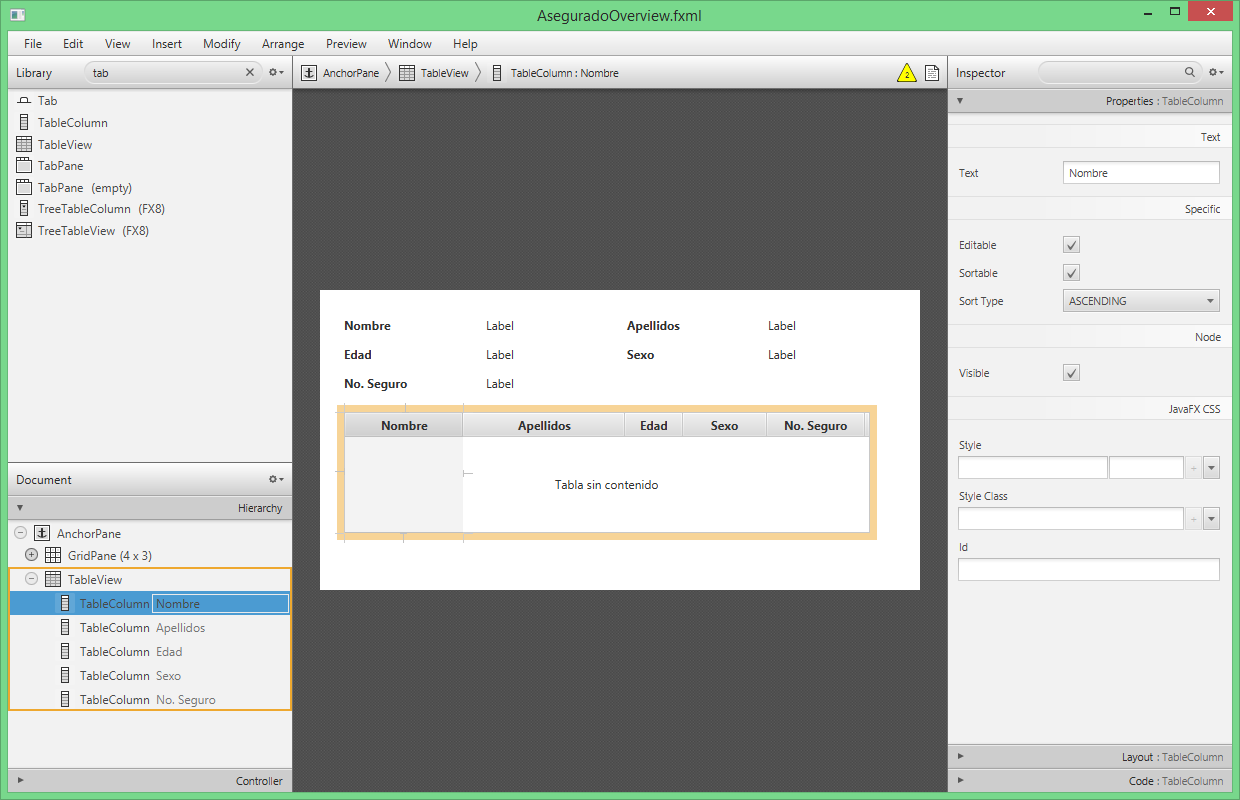 AseguradoOverview.fxml
File Edit View Insert Modify Arrange Preview Window Help
Library tab
Tab
TableColumn
TableView
TabPane
TabPane (empty)
TreeTableColumn (FX8)
TreeTableView (FX8)
Document
Hierarchy
AnchorPane
GridPane (4 x 3)
TableView
TableColumn Nombre
TableColumn Apellidos
TableColumn Edad
TableColumn Sexo
TableColumn No. Seguro
Controller
AnchorPane TableView TableColumn : Nombre 2
Nombre Label Apellidos Label
Edad Label Sexo Label
No. Seguro Label
Nombre Apellidos Edad Sexo No. Seguro
Tabla sin contenido
Inspector
Properties : TableColumn
Text
Text Nombre
Specific
Editable
Sortable
Sort Type ASCENDING
Node
Visible
JavaFX CSS
Style
Style Class
Id
Layout : TableColumn
Code : TableColumn